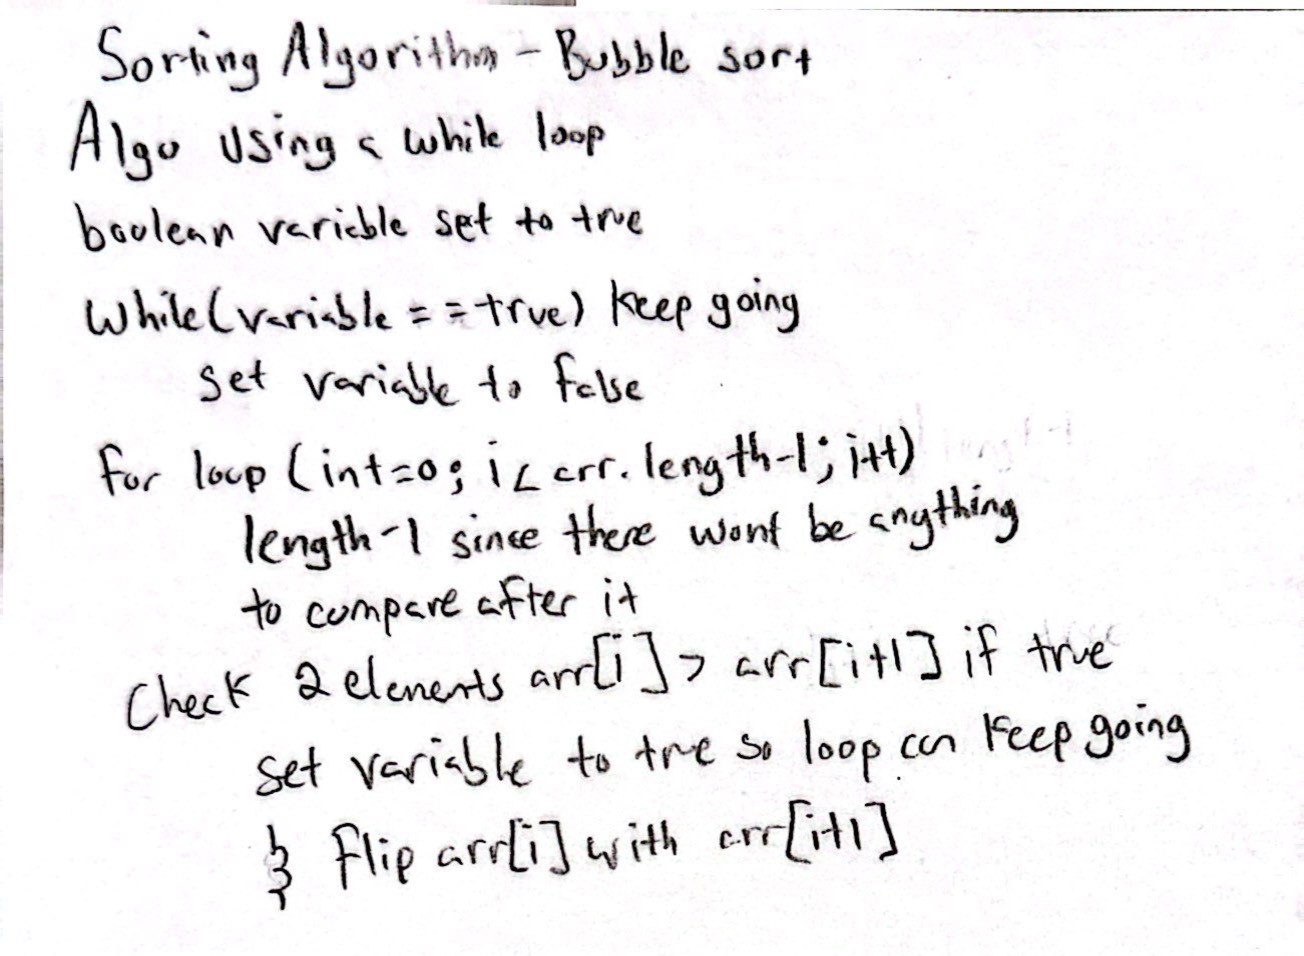 Sorting Algorithm - Bubble sort
Algo using a while loop
boolean variable set to true
While(variable == true) keep going
set variable to false
for loop (int=0; i < arr.length-1; i++)
length-1 since there wont be anything
to compare after it
Check 2 elements arr[i] > arr[i+1] if true
set variable to true so loop can keep going
& flip arr[i] with arr[i+1]